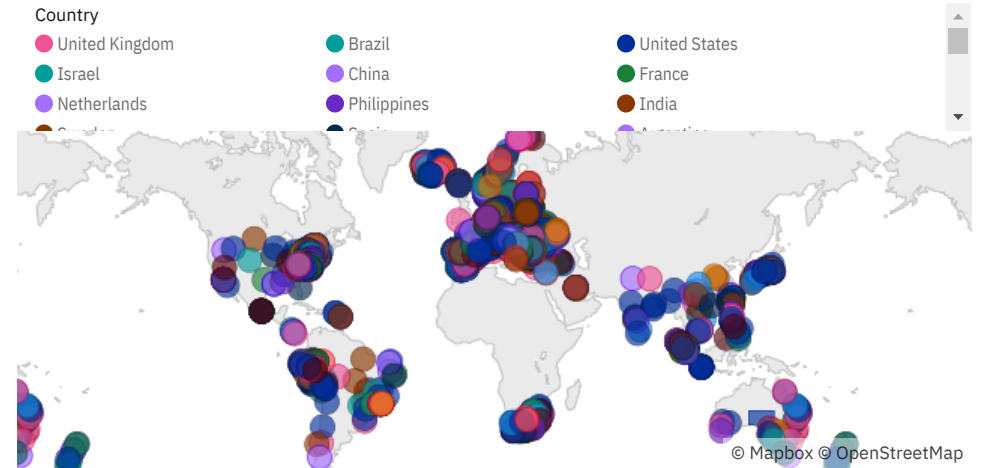 Country
United Kingdom Brazil United States
Israel China France
Netherlands Philippines India
© Mapbox © OpenStreetMap